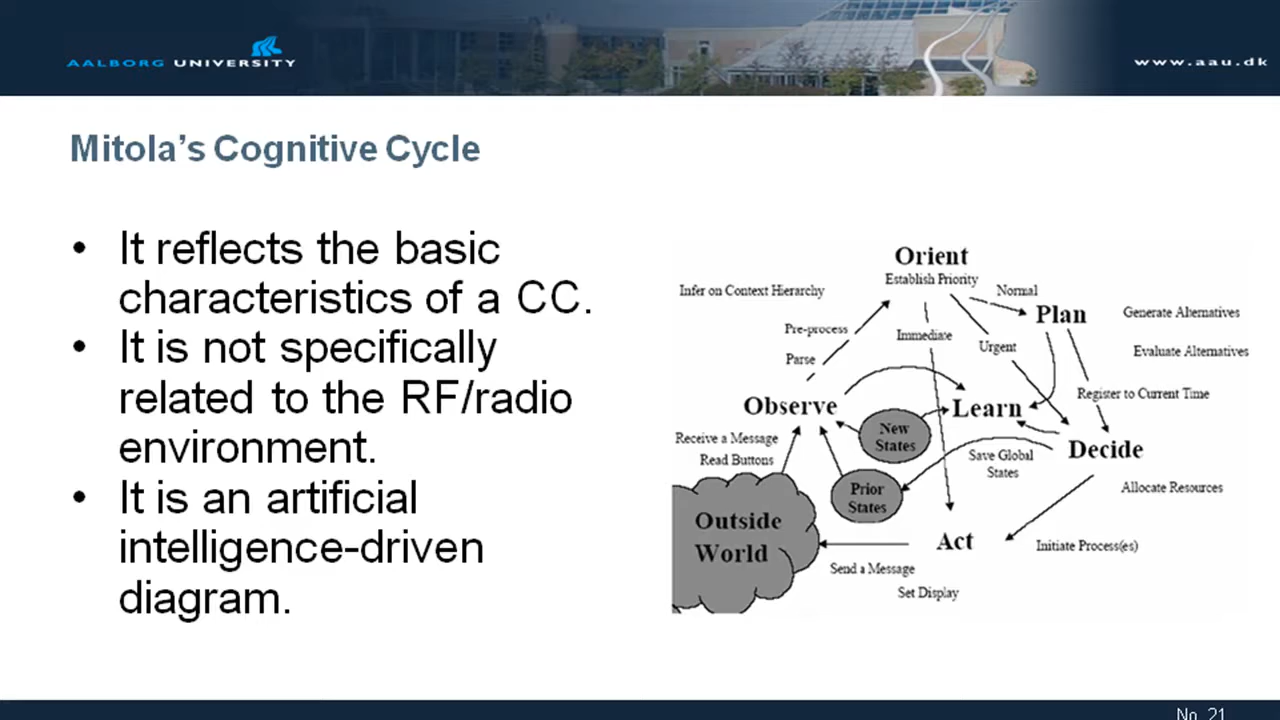 AALBORG UNIVERSITY
www.aau.dk
Mitola's Cognitive Cycle
• It reflects the basic
characteristics of a CC.
• It is not specifically
related to the RF/radio
environment.
• It is an artificial
intelligence-driven
diagram.
Orient
Establish Priority
Infer on Context Hierarchy
Normal
Plan
Generate Alternatives
Pre-process
Immediate
Urgent
Evaluate Alternatives
Parse
Register to Current Time
Observe
Learn
New
States
Receive a Message
Read Buttons
Decide
Save Global
States
Prior
States
Allocate Resources
Outside
World
Act
Initiate Process(es)
Send a Message
Set Display
No. 21